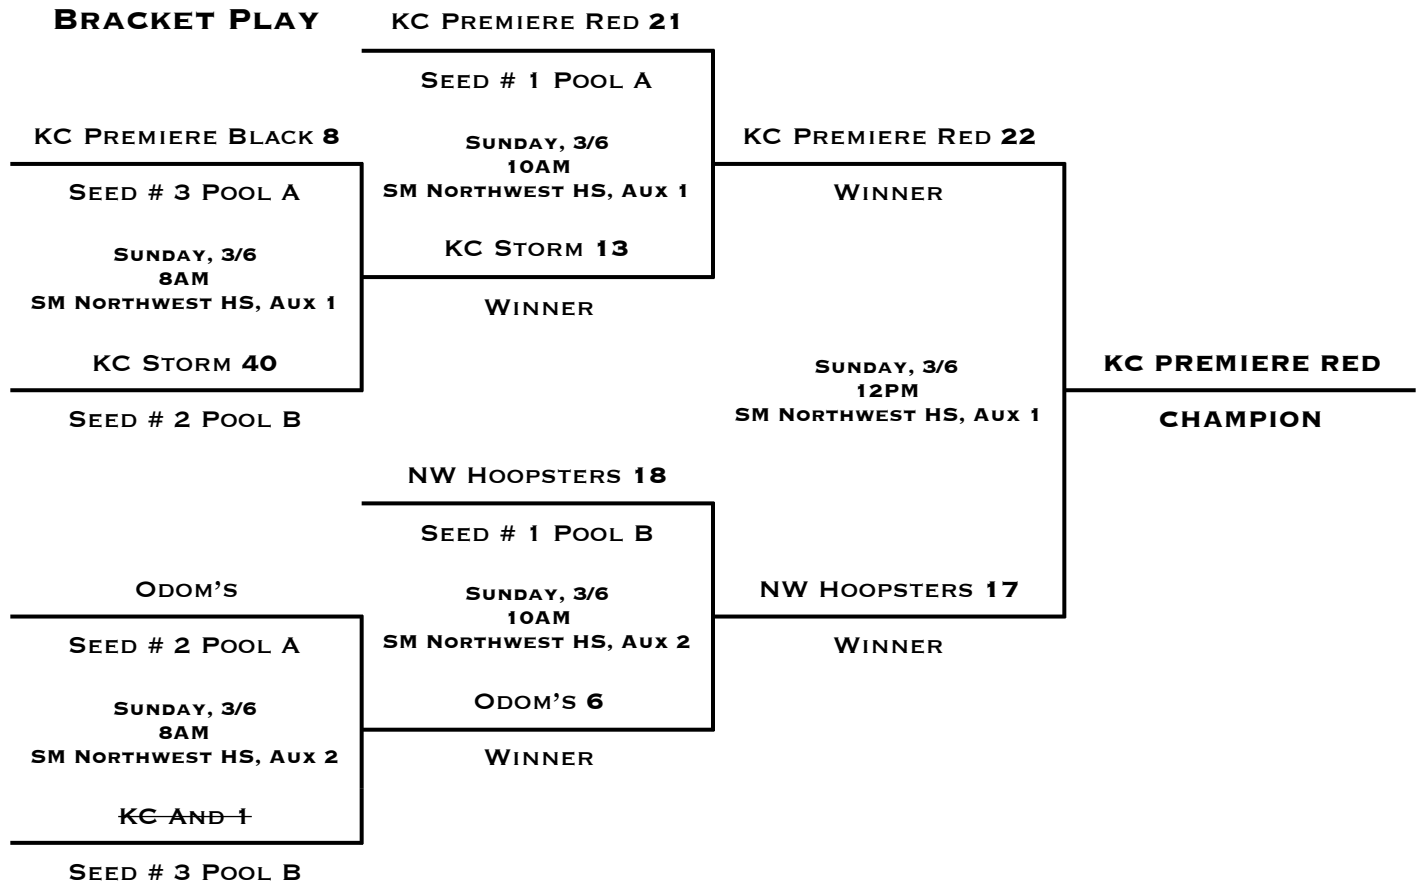 Bracket Play
KC Premiere Red 21
Seed # 1 Pool A
Sunday, 3/6
10AM
SM Northwest HS, Aux 1
KC Storm 13
Winner
KC Premiere Black 8
Seed # 3 Pool A
Sunday, 3/6
8AM
SM Northwest HS, Aux 1
KC Storm 40
Seed # 2 Pool B
KC Premiere Red 22
Winner
Sunday, 3/6
12PM
SM Northwest HS, Aux 1
KC PREMIERE RED
CHAMPION
NW Hoopsters 18
Seed # 1 Pool B
Sunday, 3/6
10AM
SM Northwest HS, Aux 2
Odom's 6
Winner
NW Hoopsters 17
Winner
Odom's
Seed # 2 Pool A
Sunday, 3/6
8AM
SM Northwest HS, Aux 2
KC And 1
Seed # 3 Pool B